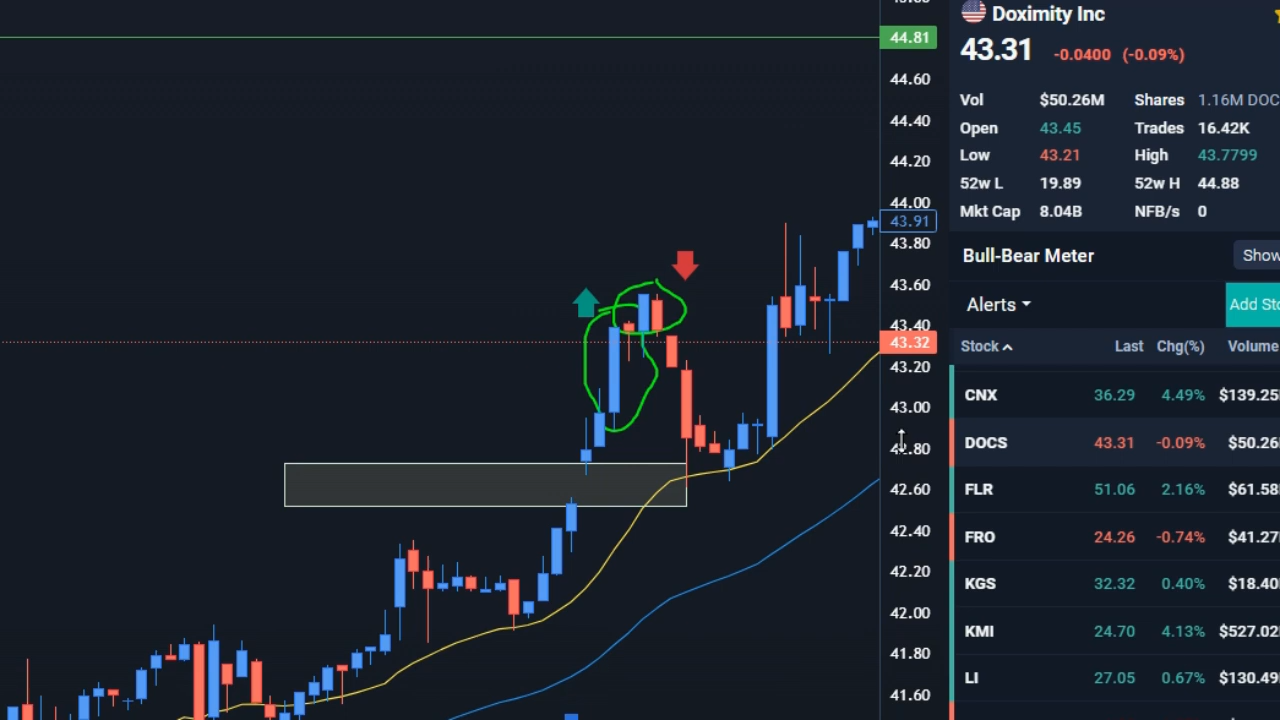 44.81
44.60
44.40
44.20
44.00
43.91
43.80
43.60
43.40
43.32
43.20
43.00
42.60
42.40
42.20
42.00
41.80
41.60
Doximity Inc
43.31 -0.0400 (-0.09%)
Vol $50.26M Shares 1.16M DOC
Open 43.45 Trades 16.42K
Low 43.21 High 43.7799
52w L 19.89 52w H 44.88
Mkt Cap 8.04B NFB/s 0
Bull-Bear Meter Show
Alerts Add Sto
Stock Last Chg(%) Volume
CNX 36.29 4.49% $139.25
DOCS 43.31 -0.09% $50.26
FLR 51.06 2.16% $61.58
FRO 24.26 -0.74% $41.27
KGS 32.32 0.40% $18.40
KMI 24.70 4.13% $527.02
LI 27.05 0.67% $130.49